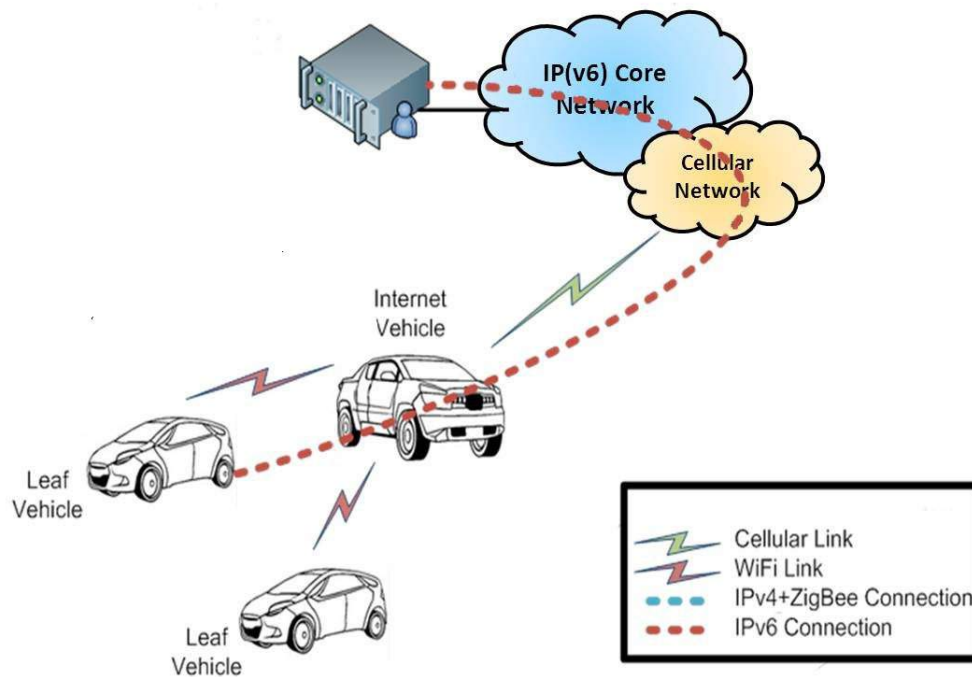 IP(v6) Core
Network
Cellular
Network
Internet
Vehicle
Leaf
Vehicle
Leaf
Vehicle
Cellular Link
WiFi Link
IPv4+ZigBee Connection
IPv6 Connection